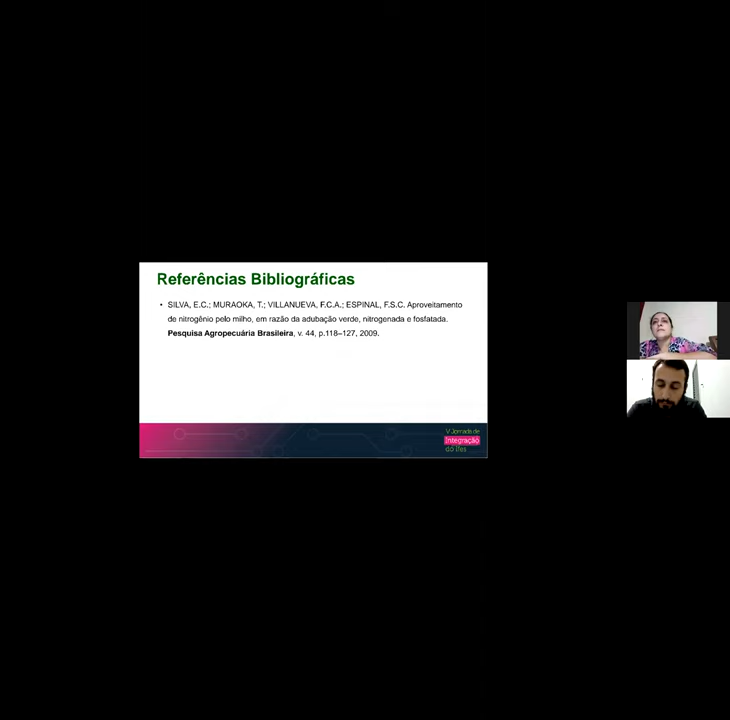 Referências Bibliográficas
• SILVA, E.C.; MURAOKA, T.; VILLANUEVA, F.C.A.; ESPINAL, F.S.C. Aproveitamento
de nitrogênio pelo milho, em razão da adubação verde, nitrogenada e fosfatada.
Pesquisa Agropecuária Brasileira, v. 44, p.118–127, 2009.
V Jornada de
Integração
do Ifes